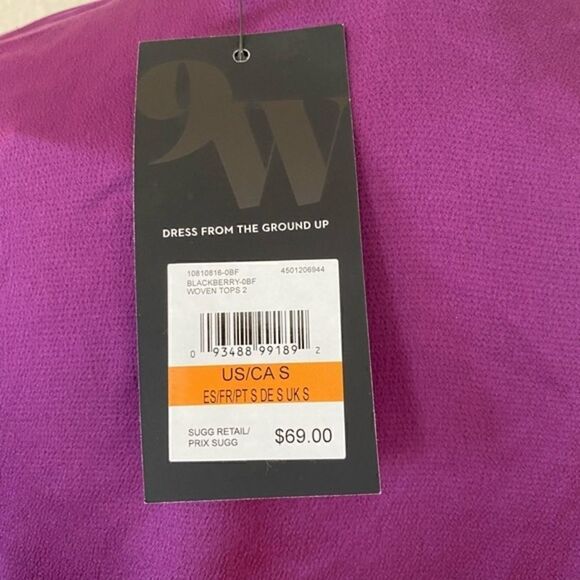 9W
DRESS FROM THE GROUND UP
10810816-0BF 4501206944
BLACKBERRY-0BF
WOVEN TOPS 2
0 93488 99189 2
US/CA S
ES/FR/PT S DE S UK S
SUGG RETAIL/
PRIX SUGG $69.00